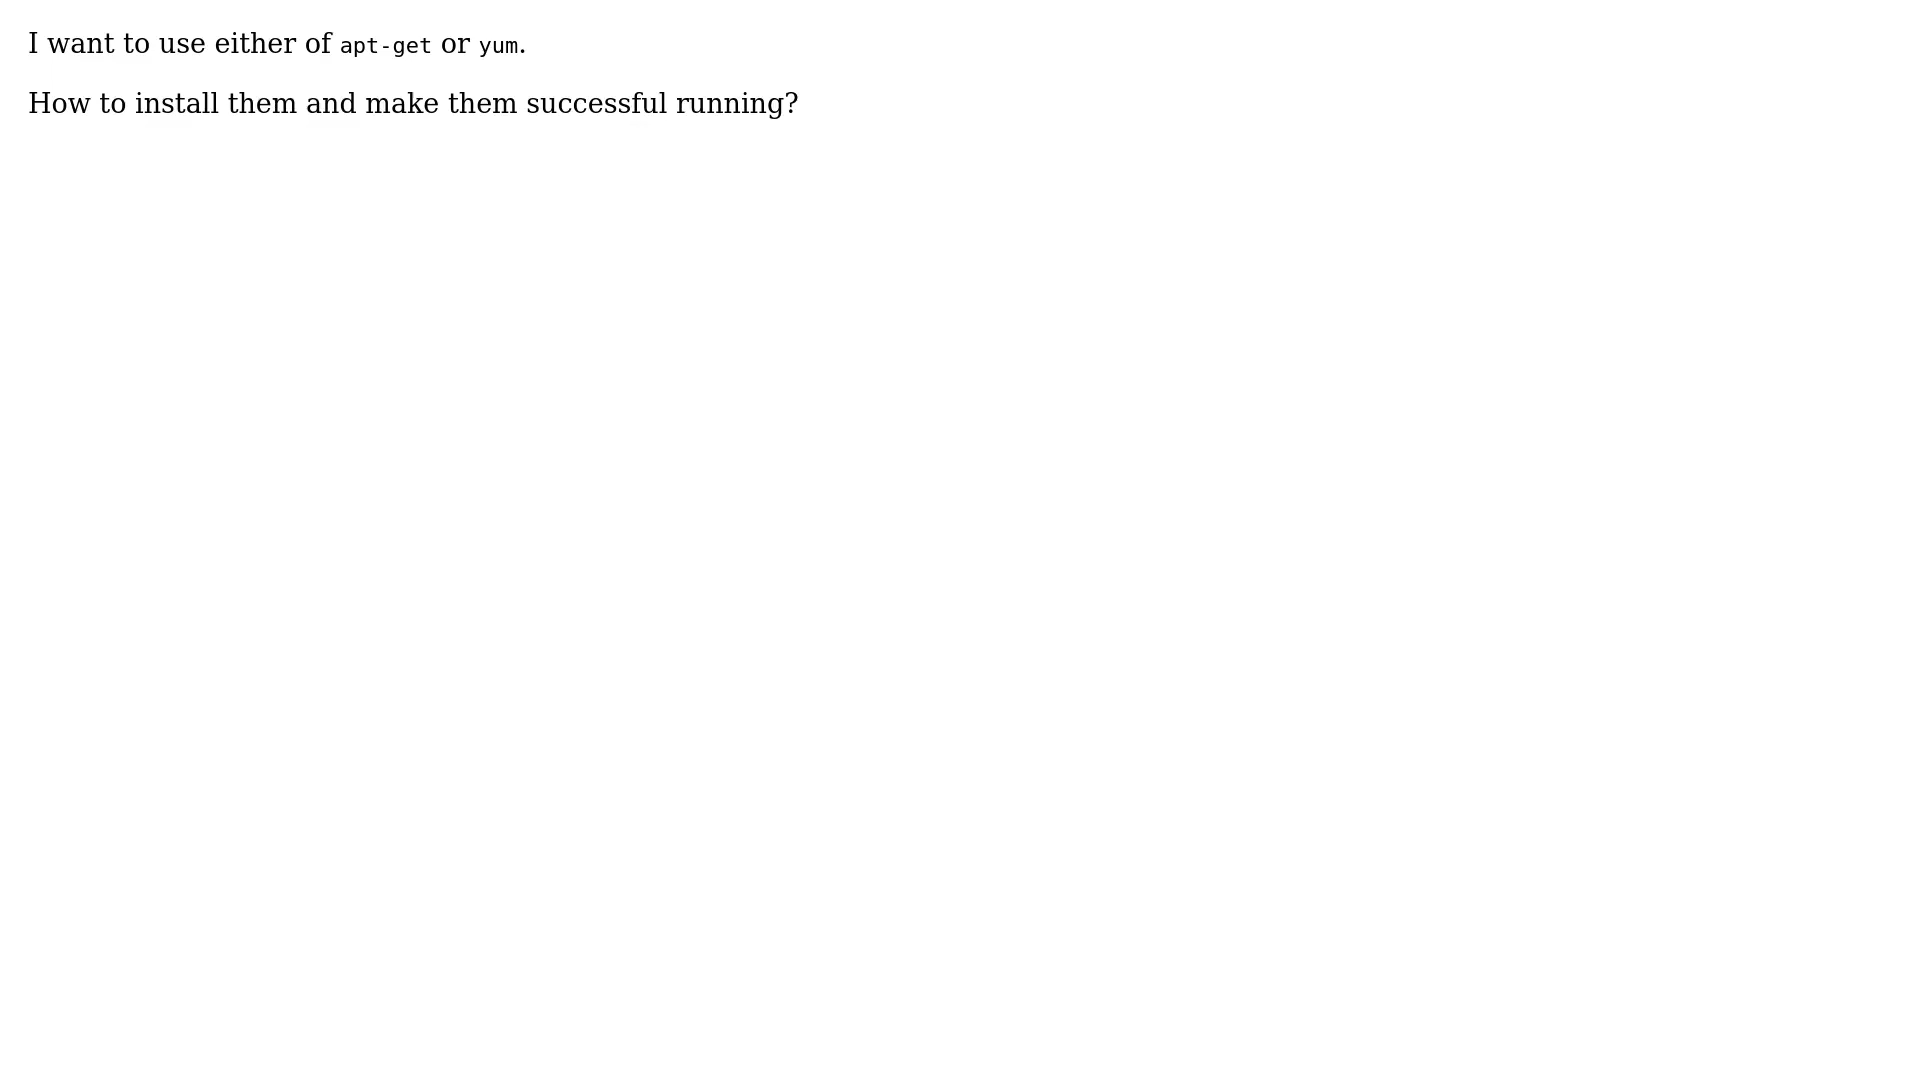 I want to use either of apt-get or yum.
How to install them and make them successful running?